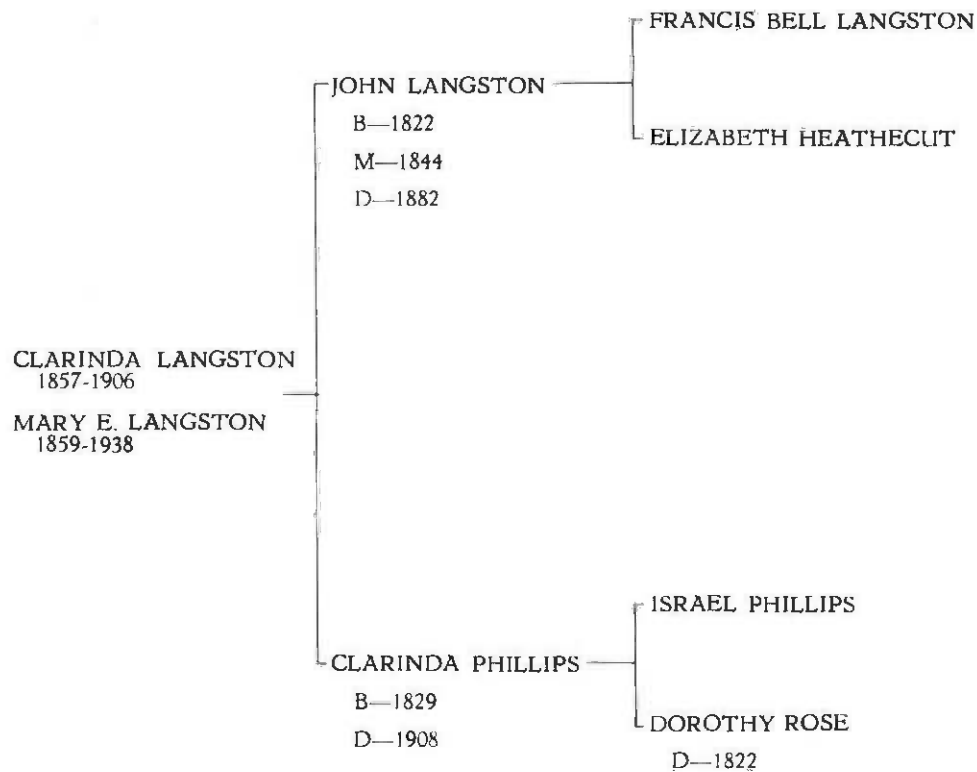 FRANCIS BELL LANGSTON
JOHN LANGSTON
B—1822
M—1844
D—1882
ELIZABETH HEATHECUT
CLARINDA LANGSTON
1857-1906
MARY E. LANGSTON
1859-1938
ISRAEL PHILLIPS
CLARINDA PHILLIPS
B—1829
D—1908
DOROTHY ROSE
D—1822